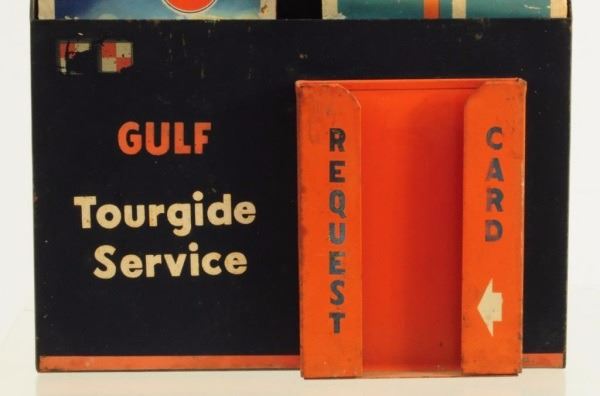 GULF
Tourgide
Service
REQUEST
CARD